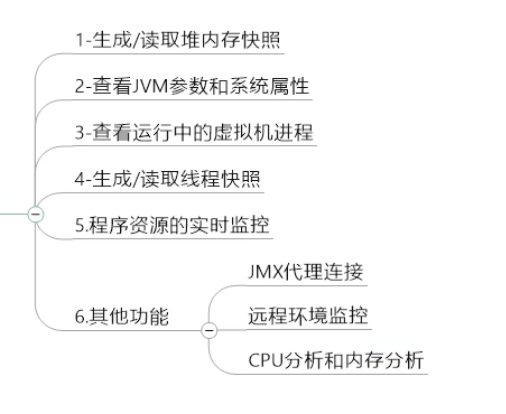 1-生成/读取堆内存快照
2-查看JVM参数和系统属性
3-查看运行中的虚拟机进程
4-生成/读取线程快照
5.程序资源的实时监控
6.其他功能
JMX代理连接
远程环境监控
CPU分析和内存分析